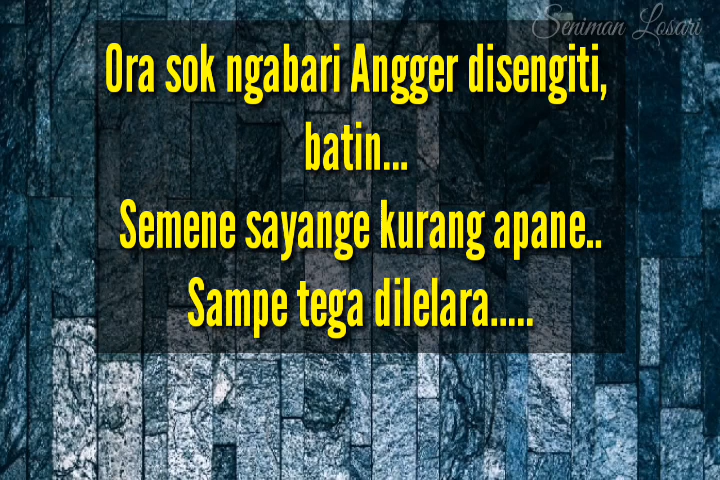 Seniman Losari
Ora sok ngabari Angger disengiti,
batin...
Semene sayange kurang apane..
Sampe tega dilelara.....